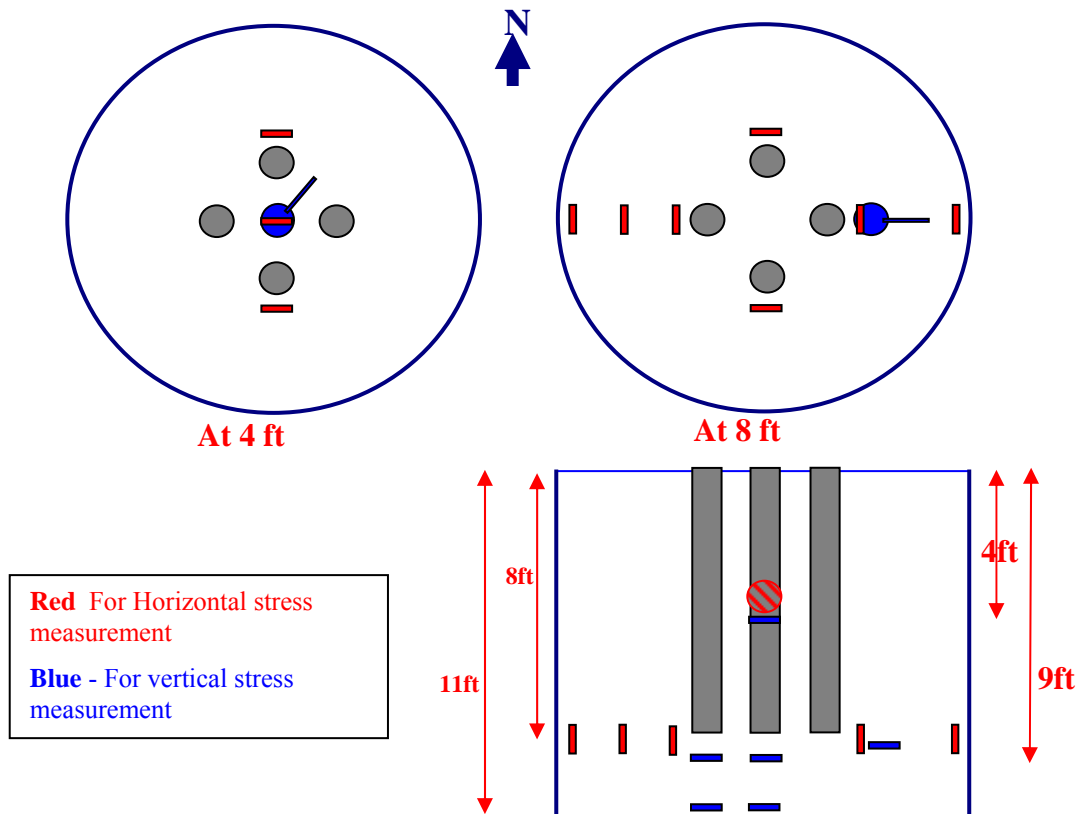 N
At 4 ft
At 8 ft
8ft
4ft
11ft
9ft
Red For Horizontal stress
measurement
Blue - For vertical stress
measurement